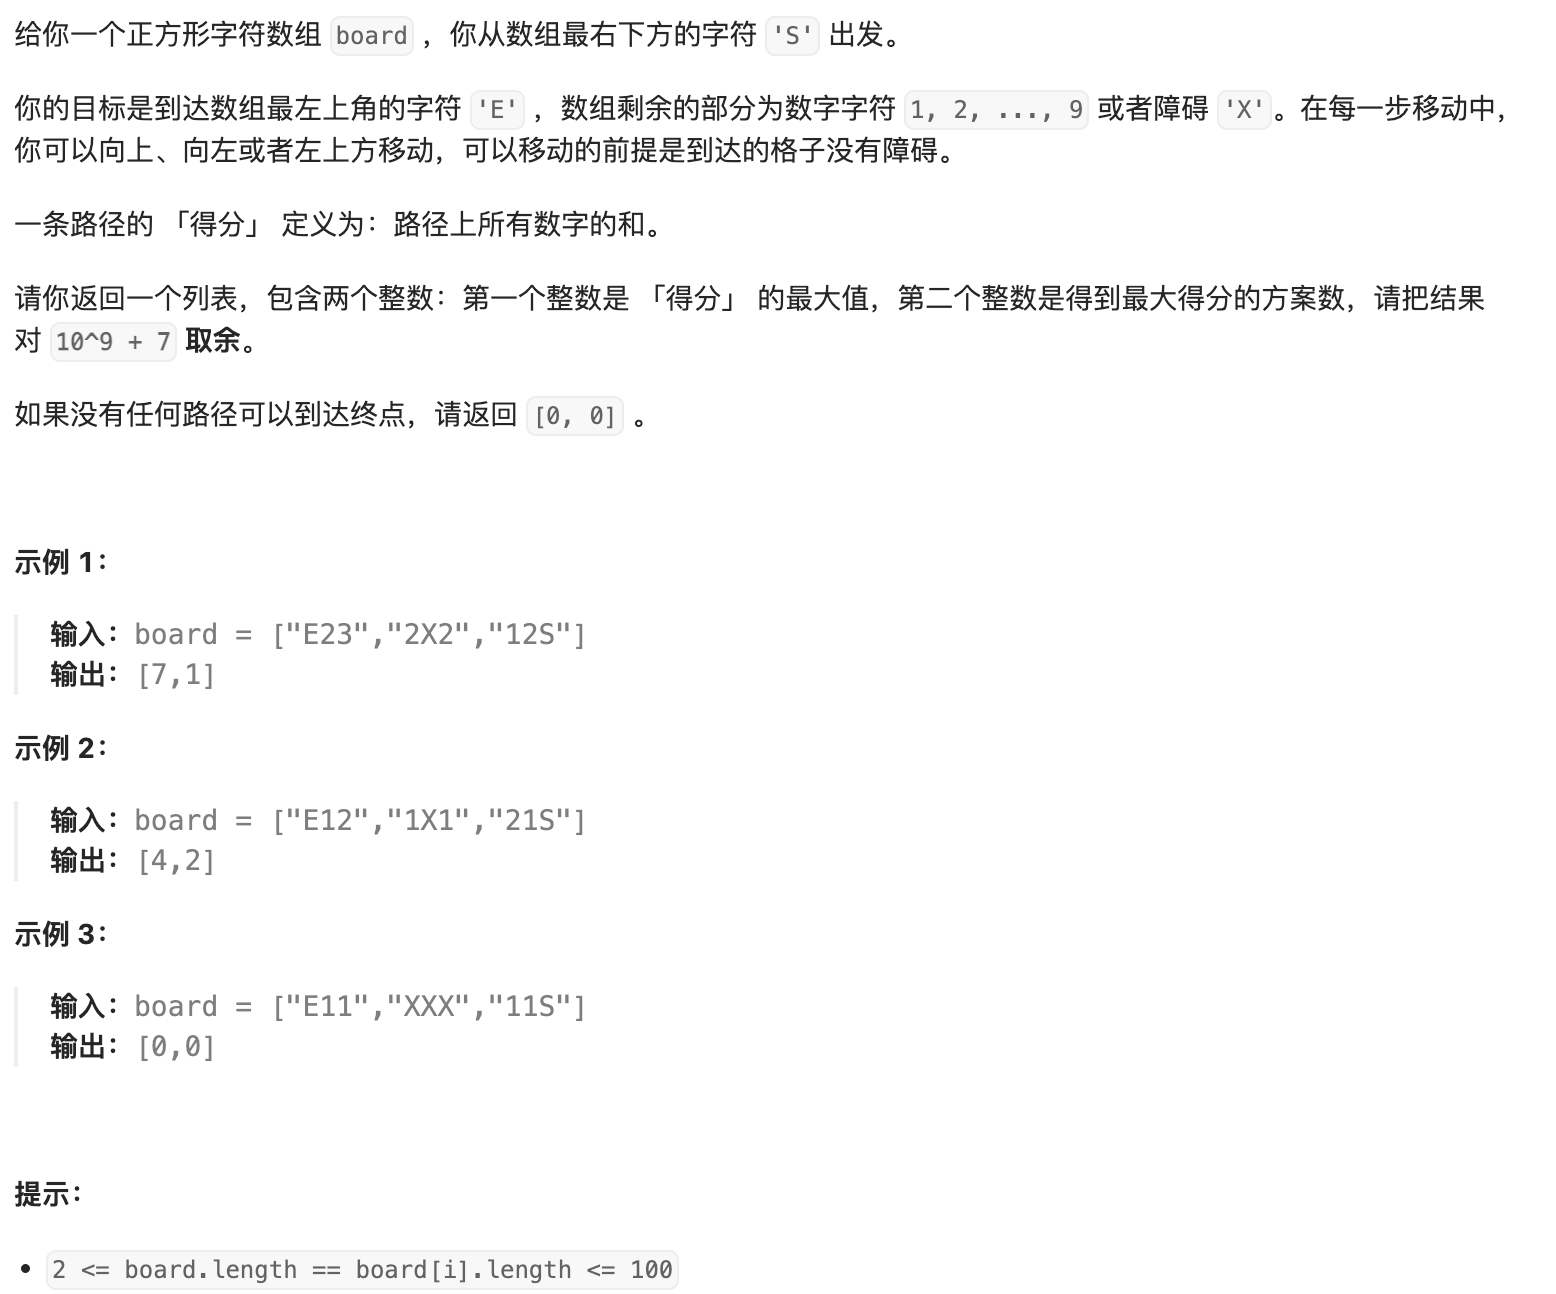 给你一个正方形字符数组 board ，你从数组最右下方的字符 'S' 出发。
你的目标是到达数组最左上角的字符 'E' ，数组剩余的部分为数字字符 1, 2, ..., 9 或者障碍 'X'。在每一步移动中，
你可以向上、向左或者左上方移动，可以移动的前提是到达的格子没有障碍。
一条路径的 「得分」 定义为：路径上所有数字的和。
请你返回一个列表，包含两个整数：第一个整数是 「得分」 的最大值，第二个整数是得到最大得分的方案数，请把结果
对 10^9 + 7 取余。
如果没有任何路径可以到达终点，请返回 [0, 0] 。
示例 1：
输入：board = ["E23","2X2","12S"]
输出：[7,1]
示例 2：
输入：board = ["E12","1X1","21S"]
输出：[4,2]
示例 3：
输入：board = ["E11","XXX","11S"]
输出：[0,0]
提示：
• 2 <= board.length == board[i].length <= 100